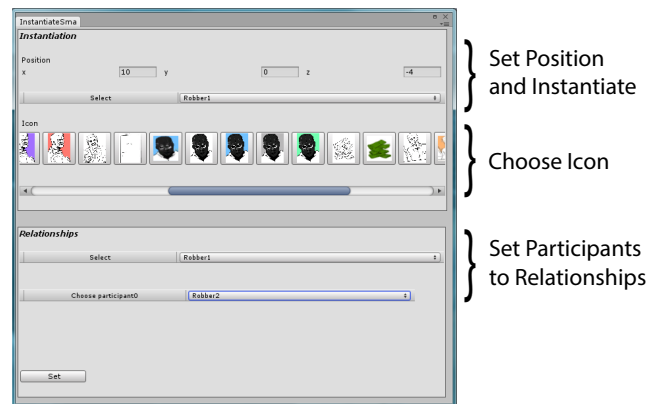 InstantiateSma
Instantiation
Position
x 10 y 0 z -4
Select Robber1
Icon
Relationships
Select Robber1
Choose participant0 Robber2
Set
Set Position
and Instantiate
Choose Icon
Set Participants
to Relationships